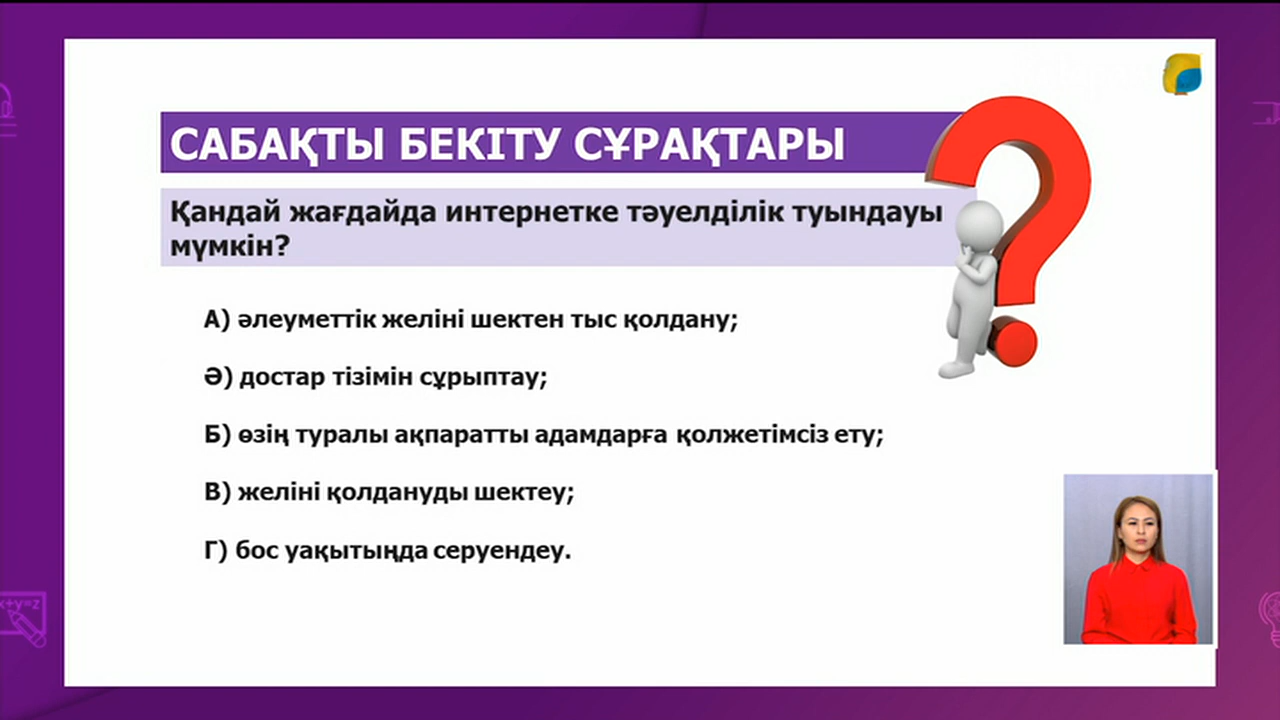 САБАҚТЫ БЕКІТУ СҰРАҚТАРЫ
Қандай жағдайда интернетке тәуелділік туындауы
мүмкін?
А) әлеуметтік желіні шектен тыс қолдану;
Ә) достар тізімін сұрыптау;
Б) өзің туралы ақпаратты адамдарға қолжетімсіз ету;
В) желіні қолдануды шектеу;
Г) бос уақытыңда серуендеу.
x+y=z